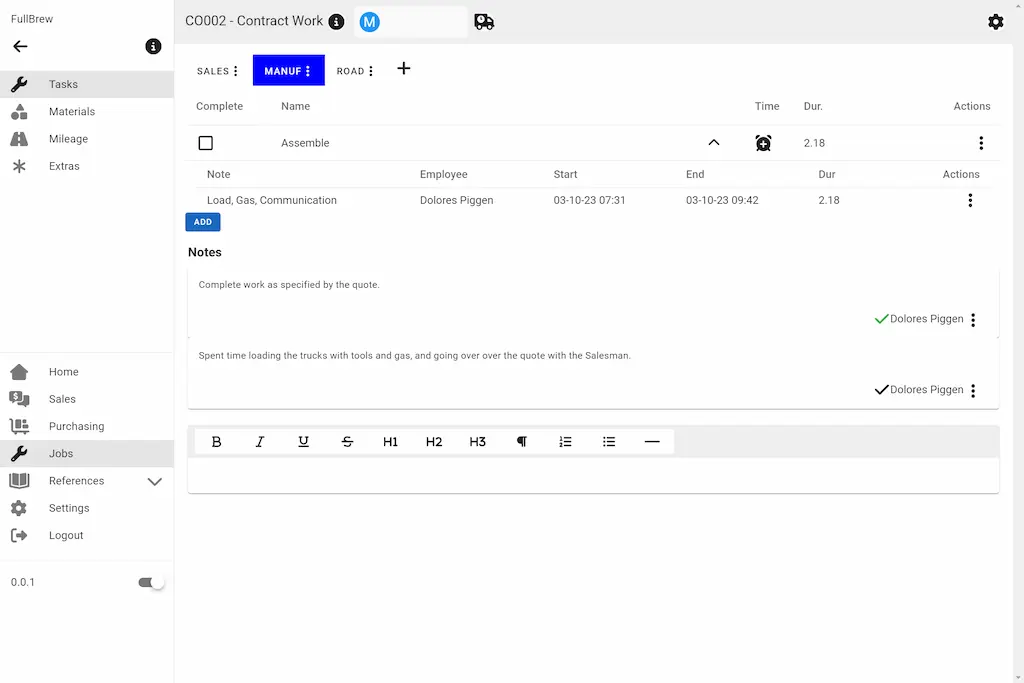 FullBrew
CO002 - Contract Work
M
Tasks
Materials
Mileage
Extras
SALES
MANUF
ROAD
Complete Name Time Dur. Actions
Assemble 2.18
Note Employee Start End Dur Actions
Load, Gas, Communication Dolores Piggen 03-10-23 07:31 03-10-23 09:42 2.18
ADD
Notes
Complete work as specified by the quote.
Dolores Piggen
Spent time loading the trucks with tools and gas, and going over over the quote with the Salesman.
Dolores Piggen
B I U S H1 H2 H3
Home
Sales
Purchasing
Jobs
References
Settings
Logout
0.0.1